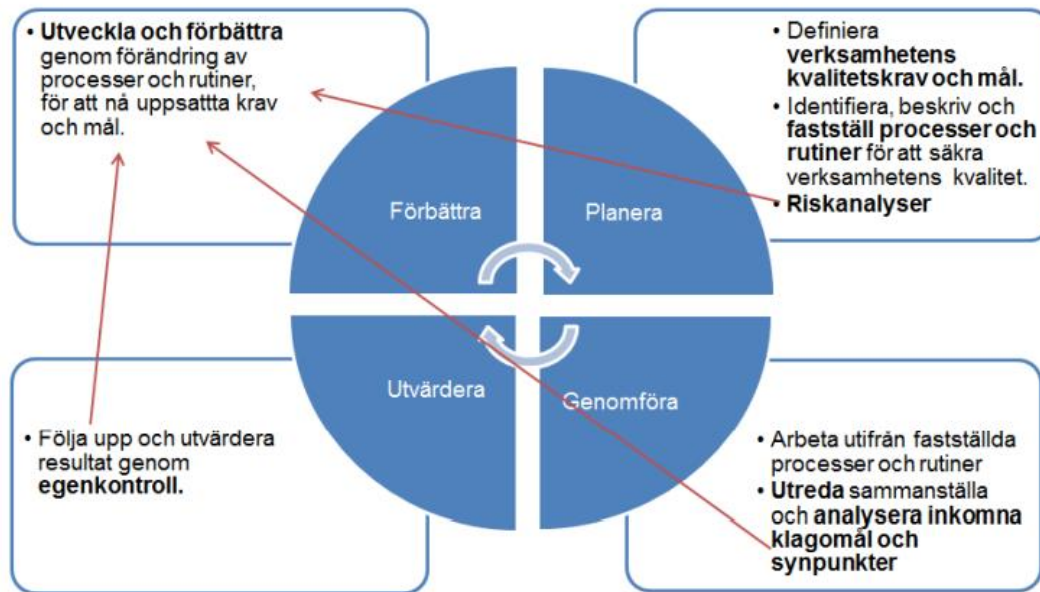 • Utveckla och förbättra
genom förändring av
processer och rutiner,
för att nå uppsattta krav
och mål.
• Definiera
verksamhetens
kvalitetskrav och mål.
• Identifiera, beskriv och
fastställ processer och
rutiner för att säkra
verksamhetens kvalitet.
• Riskanalyser
Förbättra
Planera
Utvärdera
Genomföra
• Följa upp och utvärdera
resultat genom
egenkontroll.
• Arbeta utifrån fastställda
processer och rutiner
• Utreda sammanställa
och analysera inkomna
klagomål och
synpunkter